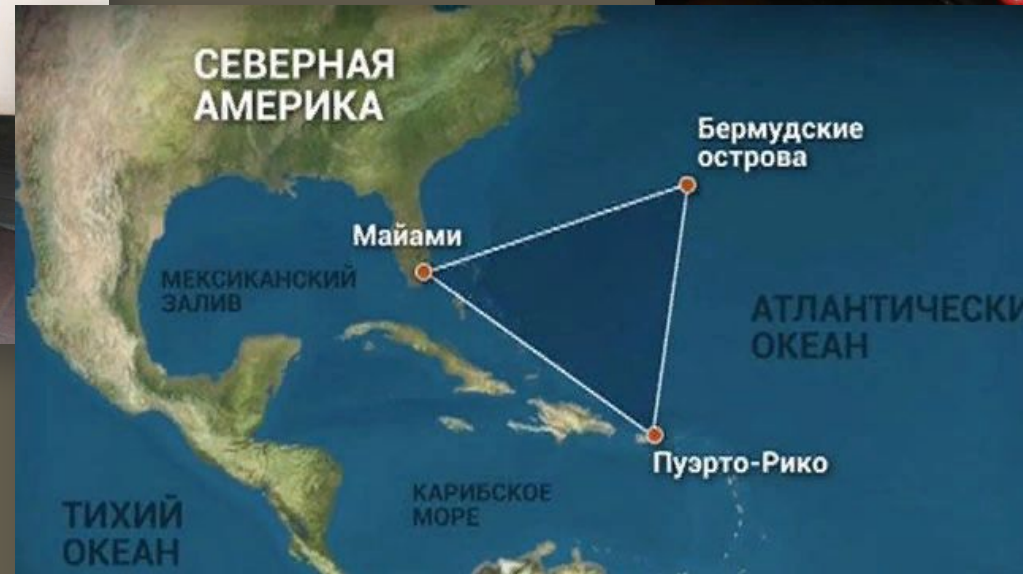 СЕВЕРНАЯ
АМЕРИКА
Бермудские
острова
Майами
МЕКСИКАНСКИЙ
ЗАЛИВ
АТЛАНТИЧЕСКИ
ОКЕАН
Пуэрто-Рико
КАРИБСКОЕ
МОРЕ
ТИХИЙ
ОКЕАН